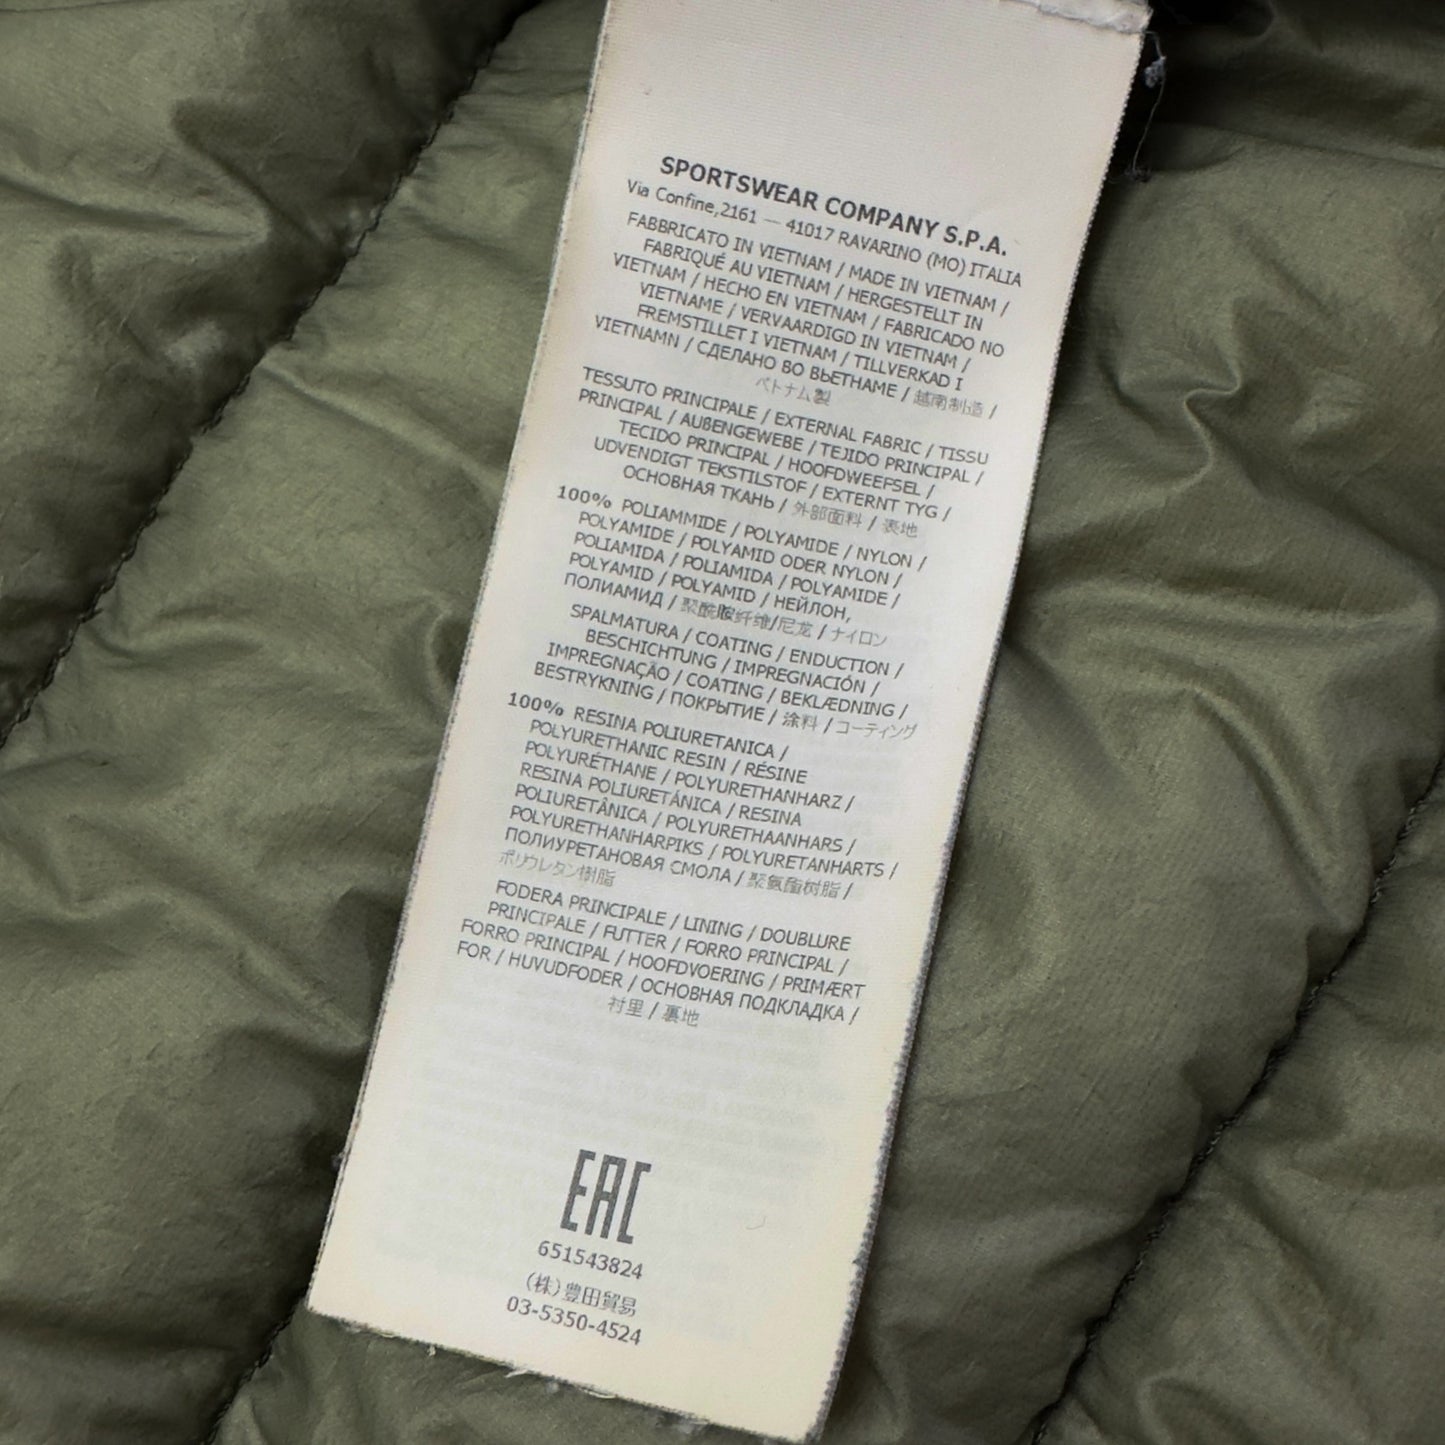 SPORTSWEAR COMPANY S.P.A.
Via Confine,2161 — 41017 RAVARINO (MO) ITALIA
FABBRICATO IN VIETNAM / MADE IN VIETNAM /
FABRIQUÉ AU VIETNAM / HERGESTELLT IN
VIETNAM / HECHO EN VIETNAM / FABRICADO NO
VIETNAME / VERVAARDIGD IN VIETNAM /
FREMSTILLET I VIETNAM / TILLVERKAD I
VIETNAMN / СДЕЛАНО ВО ВЬЕТНАМЕ / 越南制造 /
ベトナム製
TESSUTO PRINCIPALE / EXTERNAL FABRIC / TISSU
PRINCIPAL / AUßENGEWEBE / TEJIDO PRINCIPAL /
TECIDO PRINCIPAL / HOOFDWEEFSEL /
UDVENDIGT TEKSTILSTOF / EXTERNT TYG /
ОСНОВНАЯ ТКАНЬ / 外部面料 / 表地
100% POLIAMMIDE / POLYAMIDE / NYLON /
POLYAMIDE / POLYAMID ODER NYLON /
POLIAMIDA / POLIAMIDA / POLYAMIDE /
POLYAMID / POLYAMID / НЕЙЛОН,
ПОЛИАМИД / 聚酰胺纤维/尼龙 / ナイロン
SPALMATURA / COATING / ENDUCTION /
BESCHICHTUNG / IMPREGNACIÓN /
IMPREGNAÇÃO / COATING / BEKLÆDNING /
BESTRYKNING / ПОКРЫТИЕ / 涂料 / コーティング
100% RESINA POLIURETANICA /
POLYURETHANIC RESIN / RÉSINE
POLYURÉTHANE / POLYURETHANHARZ /
RESINA POLIURETÁNICA / RESINA
POLIURETÂNICA / POLYURETHAANHARS /
POLYURETHANHARPIKS / POLYURETANHARTS /
ПОЛИУРЕТАНОВАЯ СМОЛА / 聚氨酯树脂 /
ポリウレタン樹脂
FODERA PRINCIPALE / LINING / DOUBLURE
PRINCIPALE / FUTTER / FORRO PRINCIPAL /
FORRO PRINCIPAL / HOOFDVOERING / PRIMÆRT
FOR / HUVUDFODER / ОСНОВНАЯ ПОДКЛАДКА /
衬里 / 裏地
EAC
651543824
(株)豊田貿易
03-5350-4524